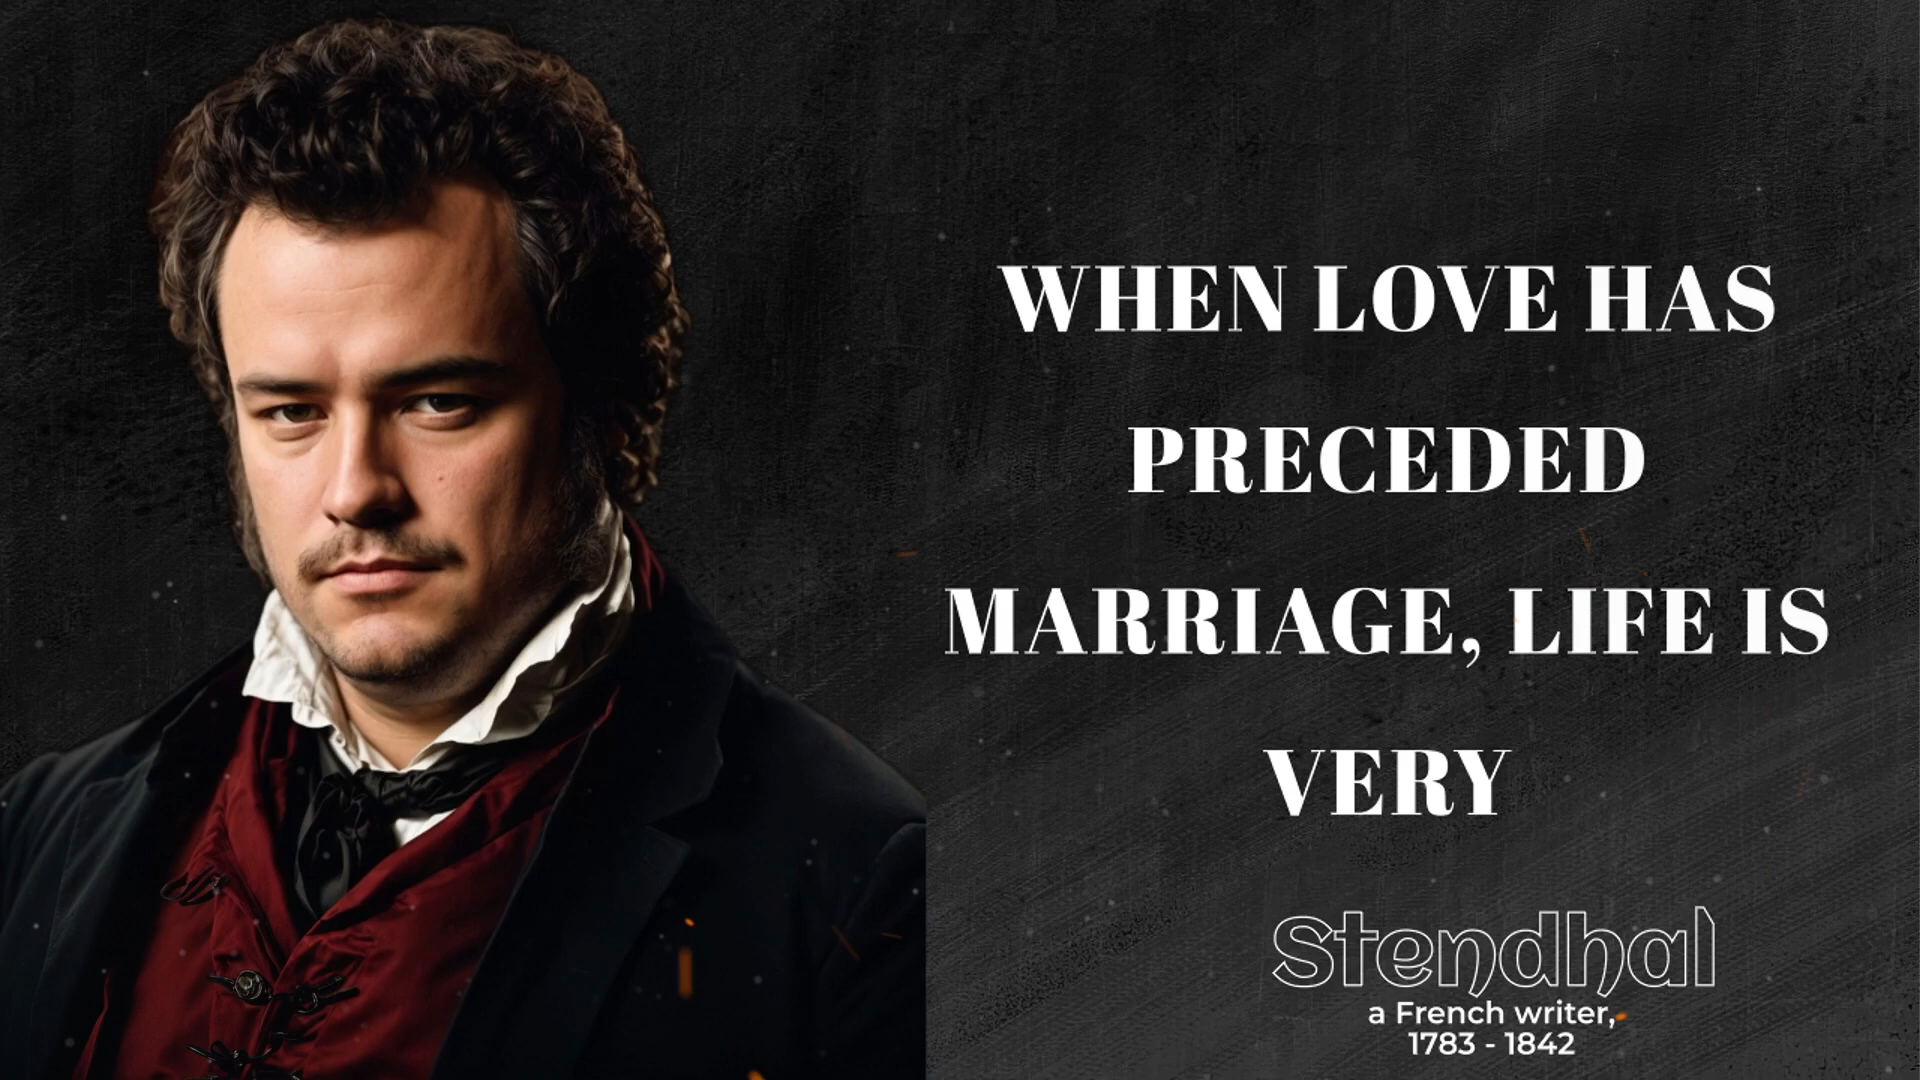 WHEN LOVE HAS
PRECEDED
MARRIAGE, LIFE IS
VERY
Stendhal
a French writer,
1783 - 1842